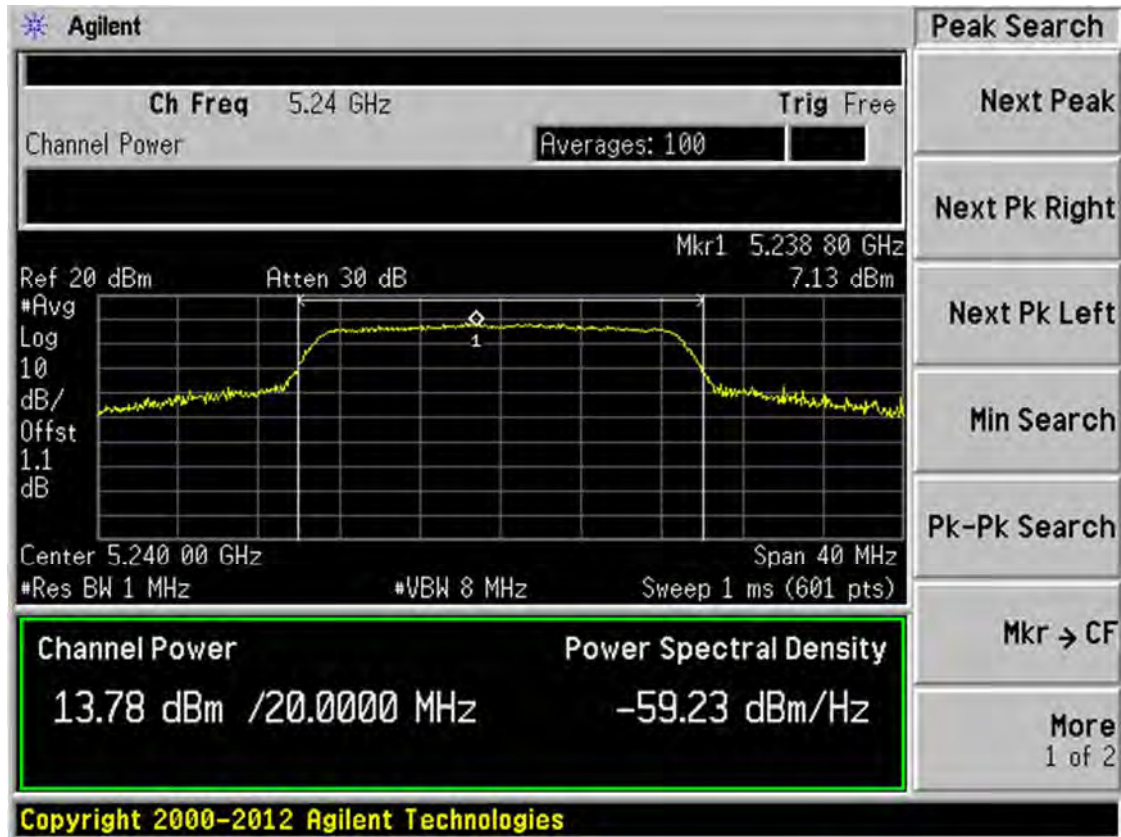 Agilent
Peak Search
Ch Freq 5.24 GHz
Trig Free
Channel Power
Averages: 100
Mkr1 5.238 80 GHz
Ref 20 dBm
Atten 30 dB
7.13 dBm
#Avg
Log
10
dB/
Offst
1.1
dB
1
Center 5.240 00 GHz
Span 40 MHz
#Res BW 1 MHz
#VBW 8 MHz
Sweep 1 ms (601 pts)
Channel Power
Power Spectral Density
13.78 dBm /20.0000 MHz
-59.23 dBm/Hz
Next Peak
Next Pk Right
Next Pk Left
Min Search
Pk-Pk Search
Mkr → CF
More
1 of 2
Copyright 2000-2012 Agilent Technologies